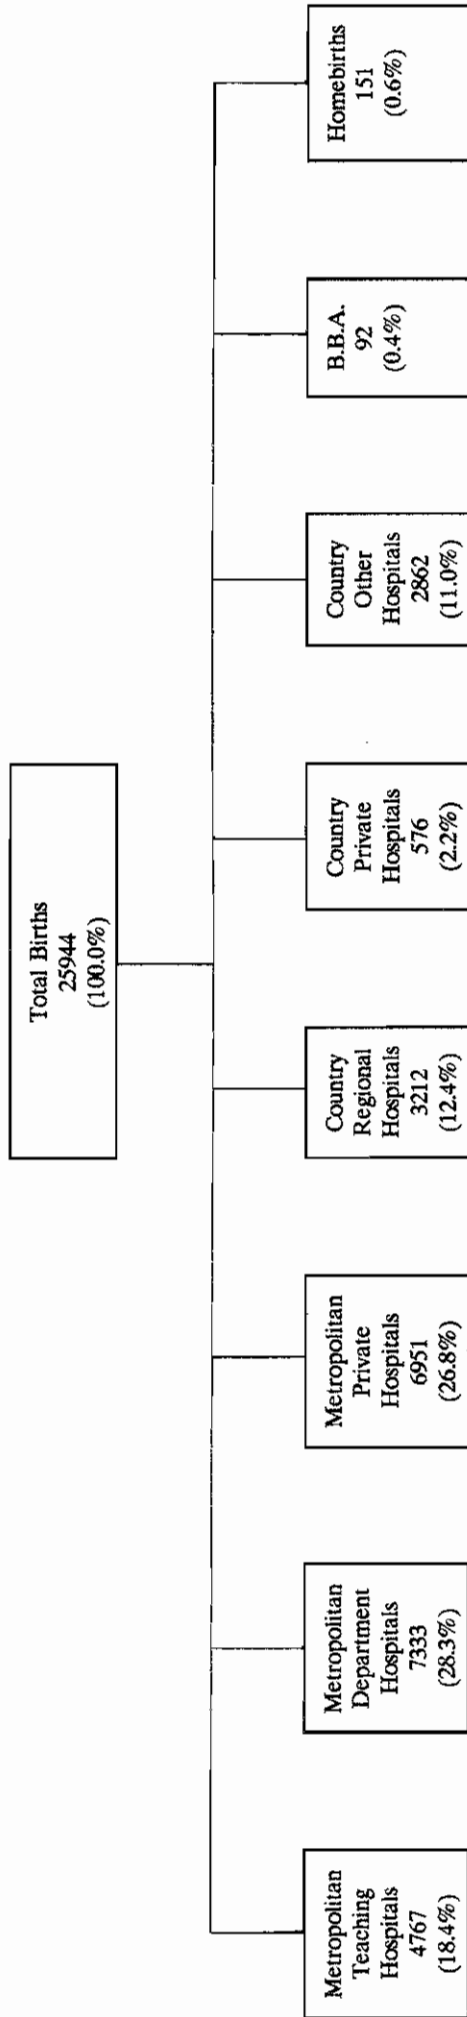 Total Births
25944
(100.0%)
Metropolitan
Teaching
Hospitals
4767
(18.4%)
Metropolitan
Department
Hospitals
7333
(28.3%)
Metropolitan
Private
Hospitals
6951
(26.8%)
Country
Regional
Hospitals
3212
(12.4%)
Country
Private
Hospitals
576
(2.2%)
Country
Other
Hospitals
2862
(11.0%)
B.B.A.
92
(0.4%)
Homebirths
151
(0.6%)